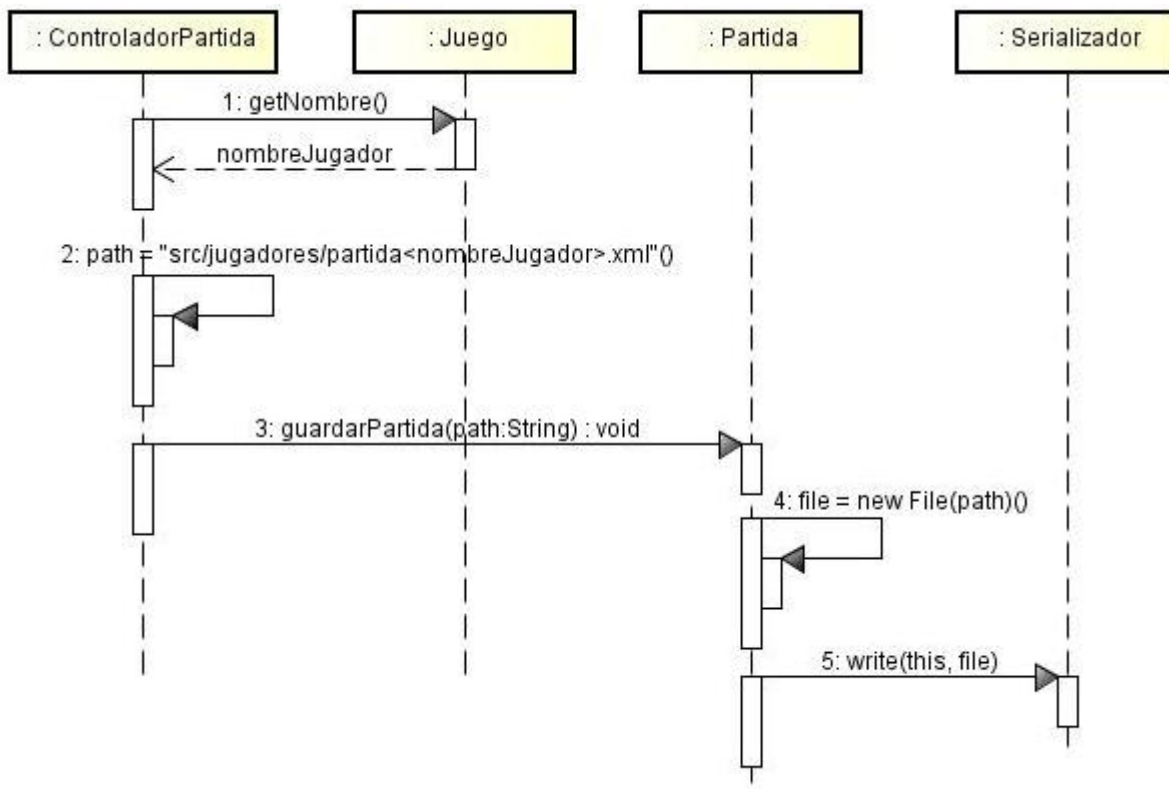 : ControladorPartida
: Juego
: Partida
: Serializador
1: getNombre()
nombreJugador
2: path = "src/jugadores/partida<nombreJugador>.xml"()
3: guardarPartida(path:String) : void
4: file = new File(path)()
5: write(this, file)